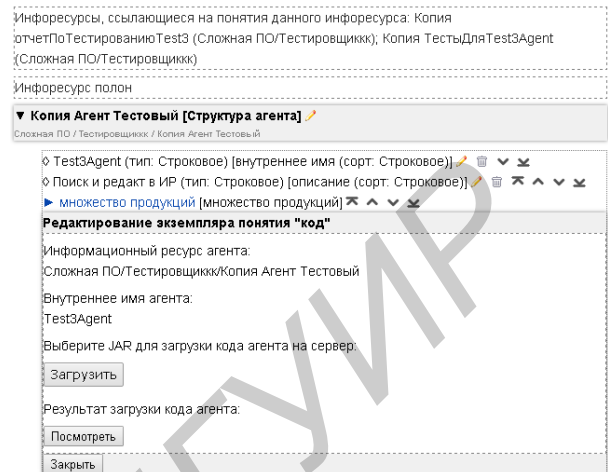 Инфоресурсы, ссылающиеся на понятия данного инфоресурса: Копия
отчетПоТестированиюTest3 (Сложная ПО/Тестировщиккк); Копия ТестыДляTest3Agent
(Сложная ПО/Тестировщиккк)
Инфоресурс полон
▼ Копия Агент Тестовый [Структура агента]
Сложная ПО / Тестировщиккк / Копия Агент Тестовый
◊ Test3Agent (тип: Строковое) [внутреннее имя (сорт: Строковое)]
◊ Поиск и редакт в ИР (тип: Строковое) [описание (сорт: Строковое)]
► множество продукций [множество продукций]
Редактирование экземпляра понятия "код"
Информационный ресурс агента:
Сложная ПО/Тестировщиккк/Копия Агент Тестовый
Внутреннее имя агента:
Test3Agent
Выберите JAR для загрузки кода агента на сервер:
Загрузить
Результат загрузки кода агента:
Посмотреть
Закрыть
ГУИР